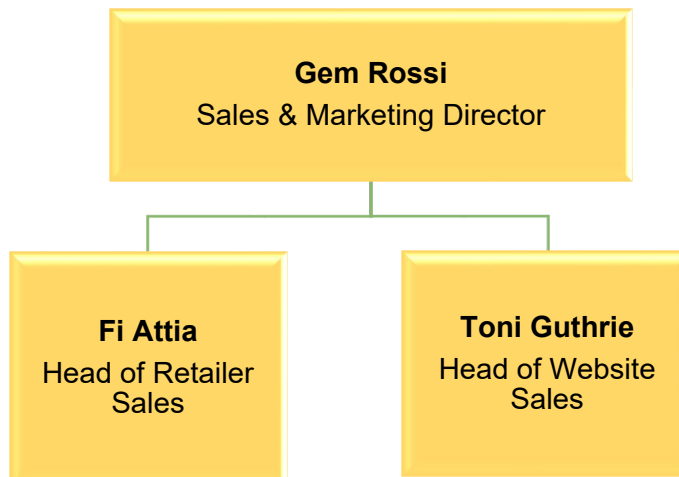 Gem Rossi
Sales & Marketing Director
Fi Attia
Head of Retailer
Sales
Toni Guthrie
Head of Website
Sales